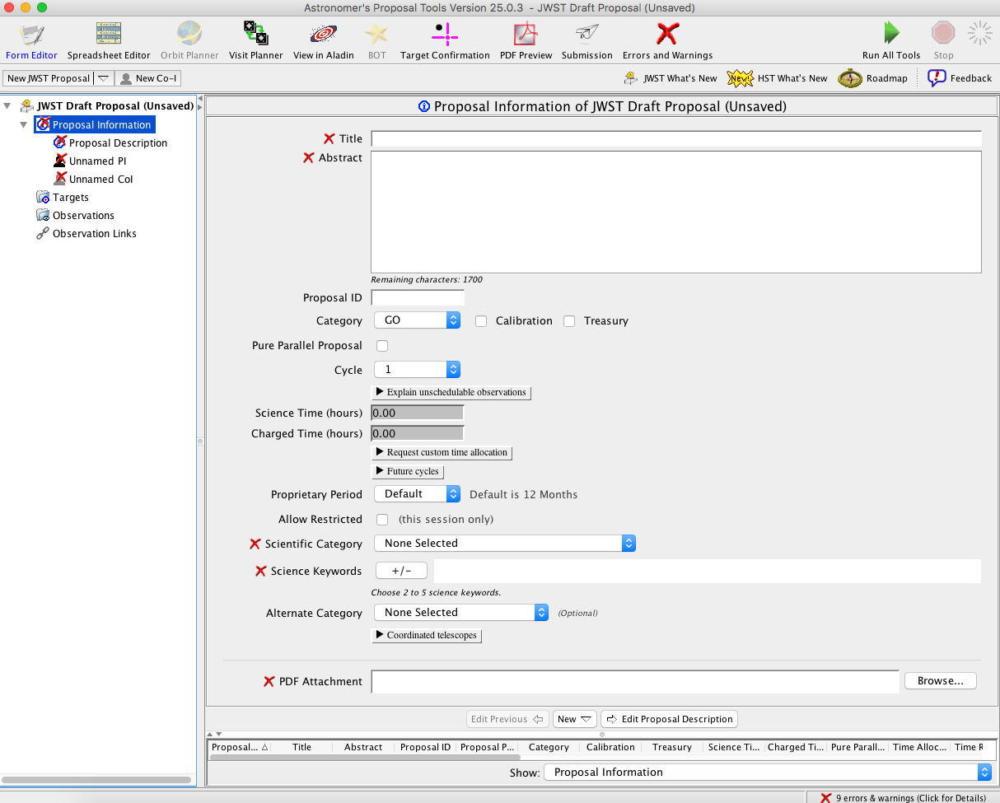 Astronomer's Proposal Tools Version 25.0.3 - JWST Draft Proposal (Unsaved)
Form Editor Spreadsheet Editor Orbit Planner Visit Planner View in Aladin BOT Target Confirmation PDF Preview Submission Errors and Warnings Run All Tools Stop
New JWST Proposal New Co-I JWST What's New New! HST What's New Roadmap Feedback
JWST Draft Proposal (Unsaved)
Proposal Information
Proposal Description
Unnamed PI
Unnamed CoI
Targets
Observations
Observation Links
Proposal Information of JWST Draft Proposal (Unsaved)
Title
Abstract
Remaining characters: 1700
Proposal ID
Category GO Calibration Treasury
Pure Parallel Proposal
Cycle 1
Explain unschedulable observations
Science Time (hours) 0.00
Charged Time (hours) 0.00
Request custom time allocation
Future cycles
Proprietary Period Default Default is 12 Months
Allow Restricted (this session only)
Scientific Category None Selected
Science Keywords +/-
Choose 2 to 5 science keywords.
Alternate Category None Selected (Optional)
Coordinated telescopes
PDF Attachment Browse...
Edit Previous New Edit Proposal Description
Proposal... Title Abstract Proposal ID Proposal P... Category Calibration Treasury Science Ti... Charged Ti... Pure Parall... Time Alloc... Time R
Show: Proposal Information
9 errors & warnings (Click for Details)